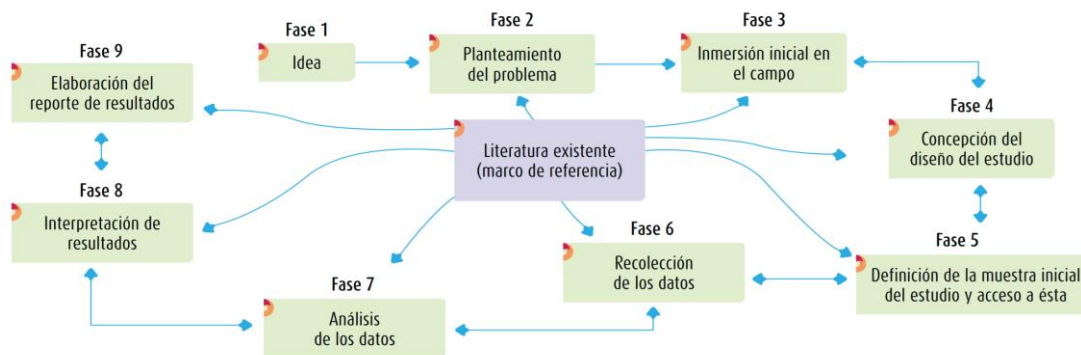 Fase 1
Idea
Fase 2
Planteamiento
del problema
Fase 3
Inmersión inicial en
el campo
Fase 4
Concepción del
diseño del estudio
Fase 5
Definición de la muestra inicial
del estudio y acceso a ésta
Fase 6
Recolección
de los datos
Fase 7
Análisis
de los datos
Fase 8
Interpretación de
resultados
Fase 9
Elaboración del
reporte de resultados
Literatura existente
(marco de referencia)